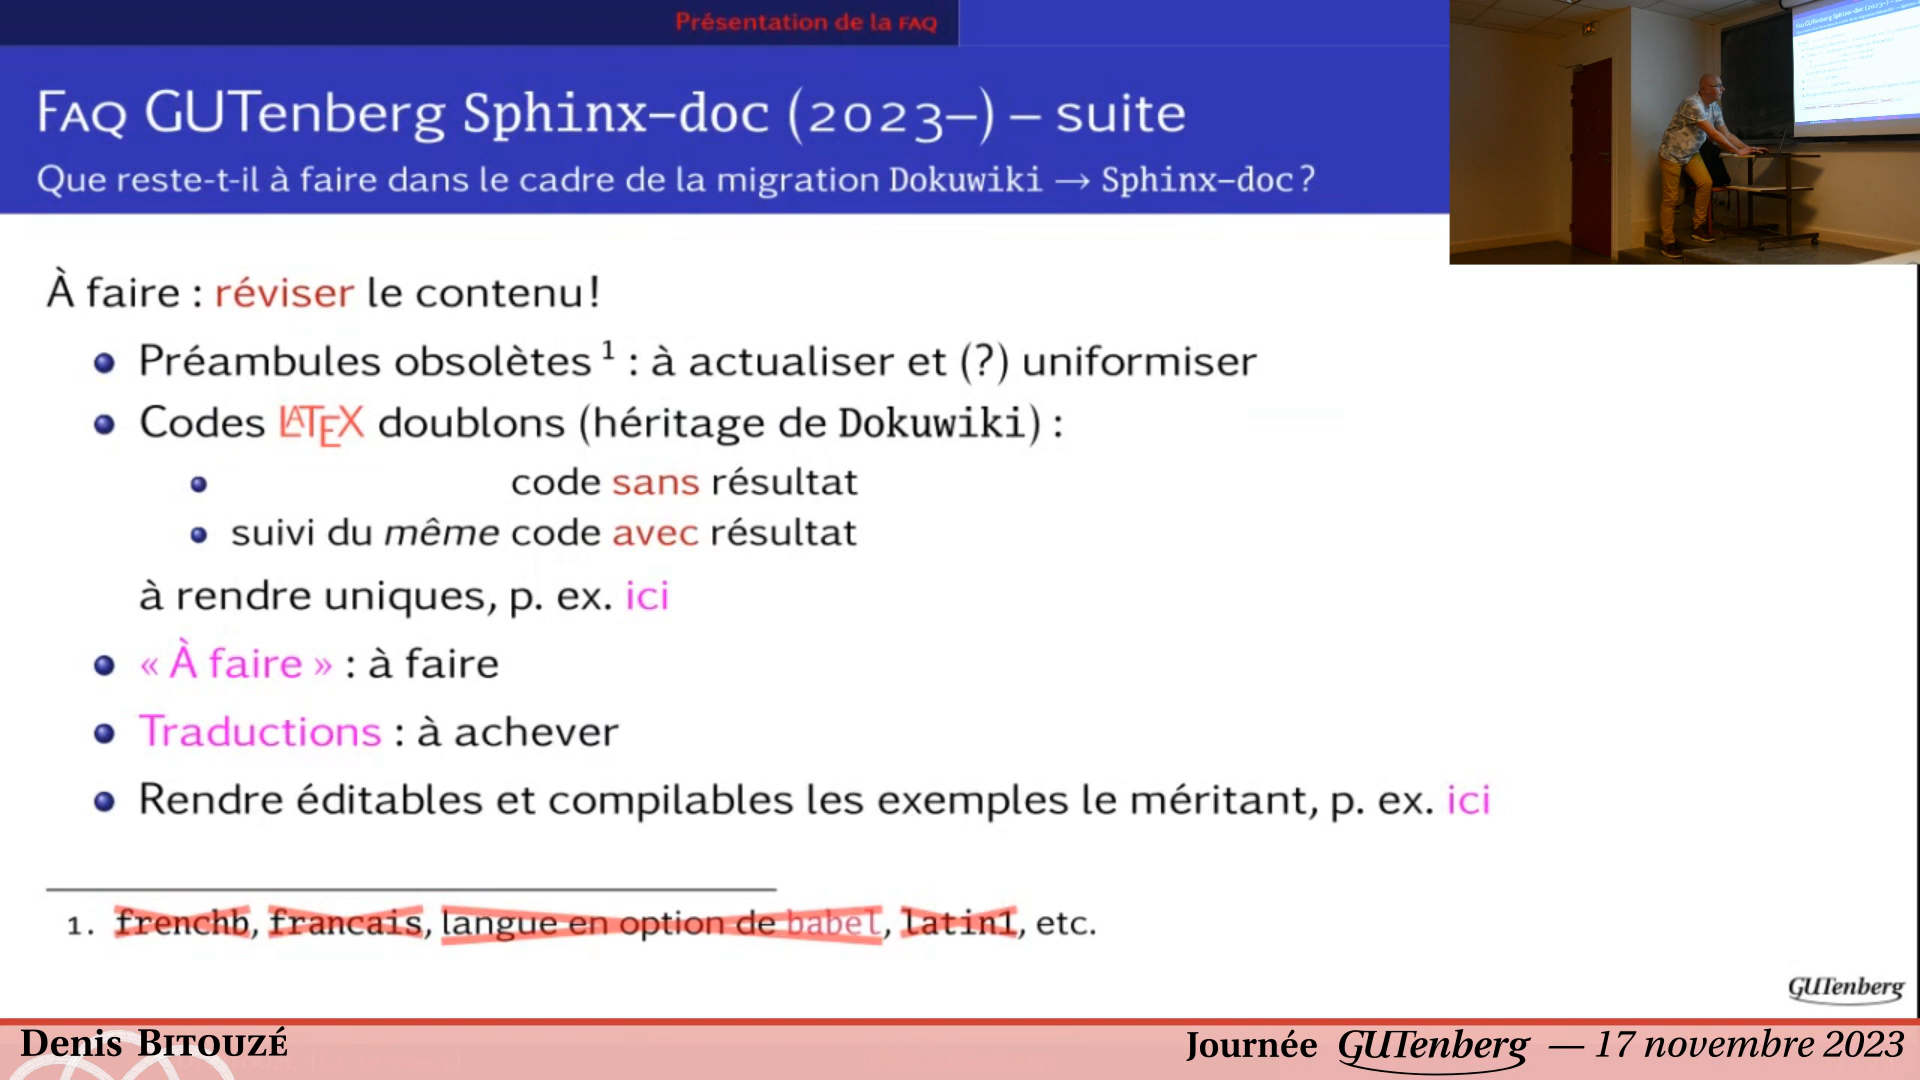 Présentation de la FAQ
FAQ GUTenberg Sphinx-doc (2023–) – suite
Que reste-t-il à faire dans le cadre de la migration Dokuwiki → Sphinx-doc ?
À faire : réviser le contenu !
Préambules obsolètes ¹ : à actualiser et (?) uniformiser
Codes LATEX doublons (héritage de Dokuwiki) :
code sans résultat
suivi du même code avec résultat
à rendre uniques, p. ex. ici
« À faire » : à faire
Traductions : à achever
Rendre éditables et compilables les exemples le méritant, p. ex. ici
1. frenchb, francais, langue en option de babel, latin1, etc.
GUTenberg
Denis BITOUZÉ
Journée GUTenberg — 17 novembre 2023